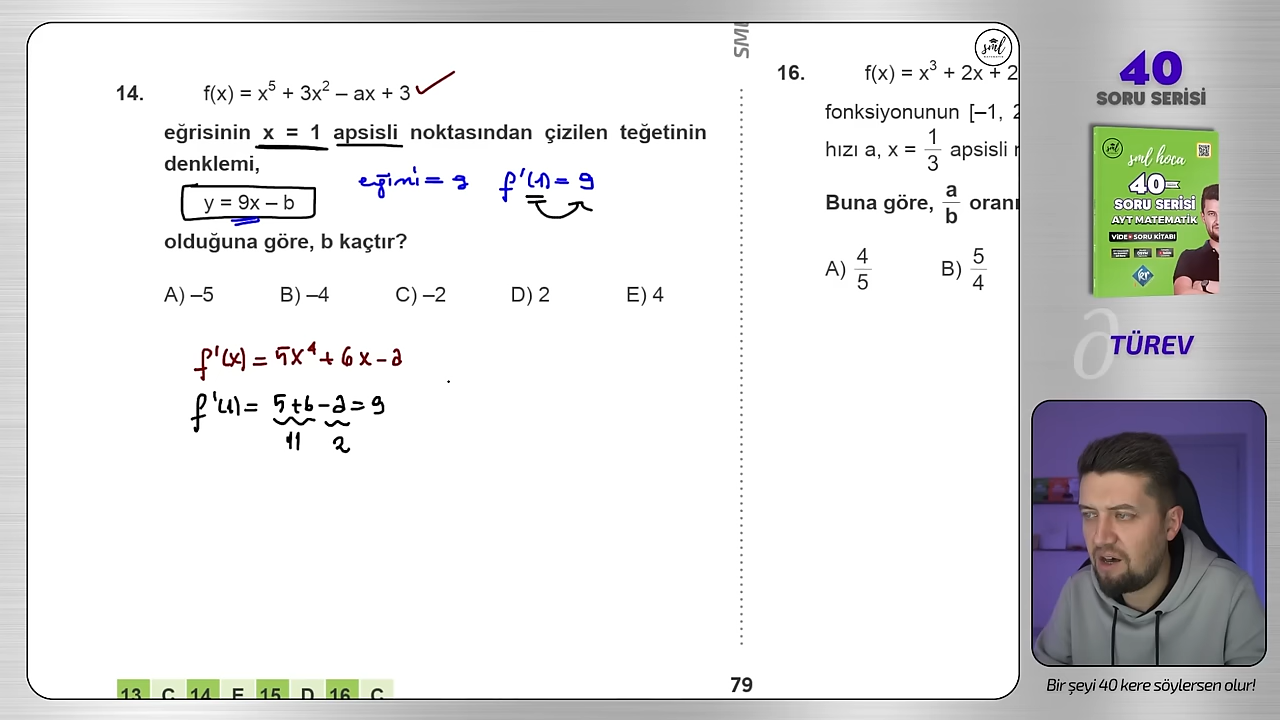 SML
sml
14. f(x) = x⁵ + 3x² – ax + 3
eğrisinin x = 1 apsisli noktasından çizilen teğetinin
denklemi,
eğimi = 9 f'(1) = 9
y = 9x – b
olduğuna göre, b kaçtır?
A) –5 B) –4 C) –2 D) 2 E) 4
f'(x) = 5x⁴ + 6x – a
f'(1) = 5+6 – a = 9
11 2
13 C 14 E 15 D 16 C
79
16. f(x) = x³ + 2x + 2
fonksiyonunun [–1, 2
hızı a, x = 1/3 apsisli
Buna göre, a/b oranı
A) 4/5 B) 5/4
40
SORU SERİSİ
sml hoca
40
SORU SERİSİ
AYT MATEMATİK
VİDEO SORU KİTABI
KR
∂ TÜREV
Bir şeyi 40 kere söylersen olur!